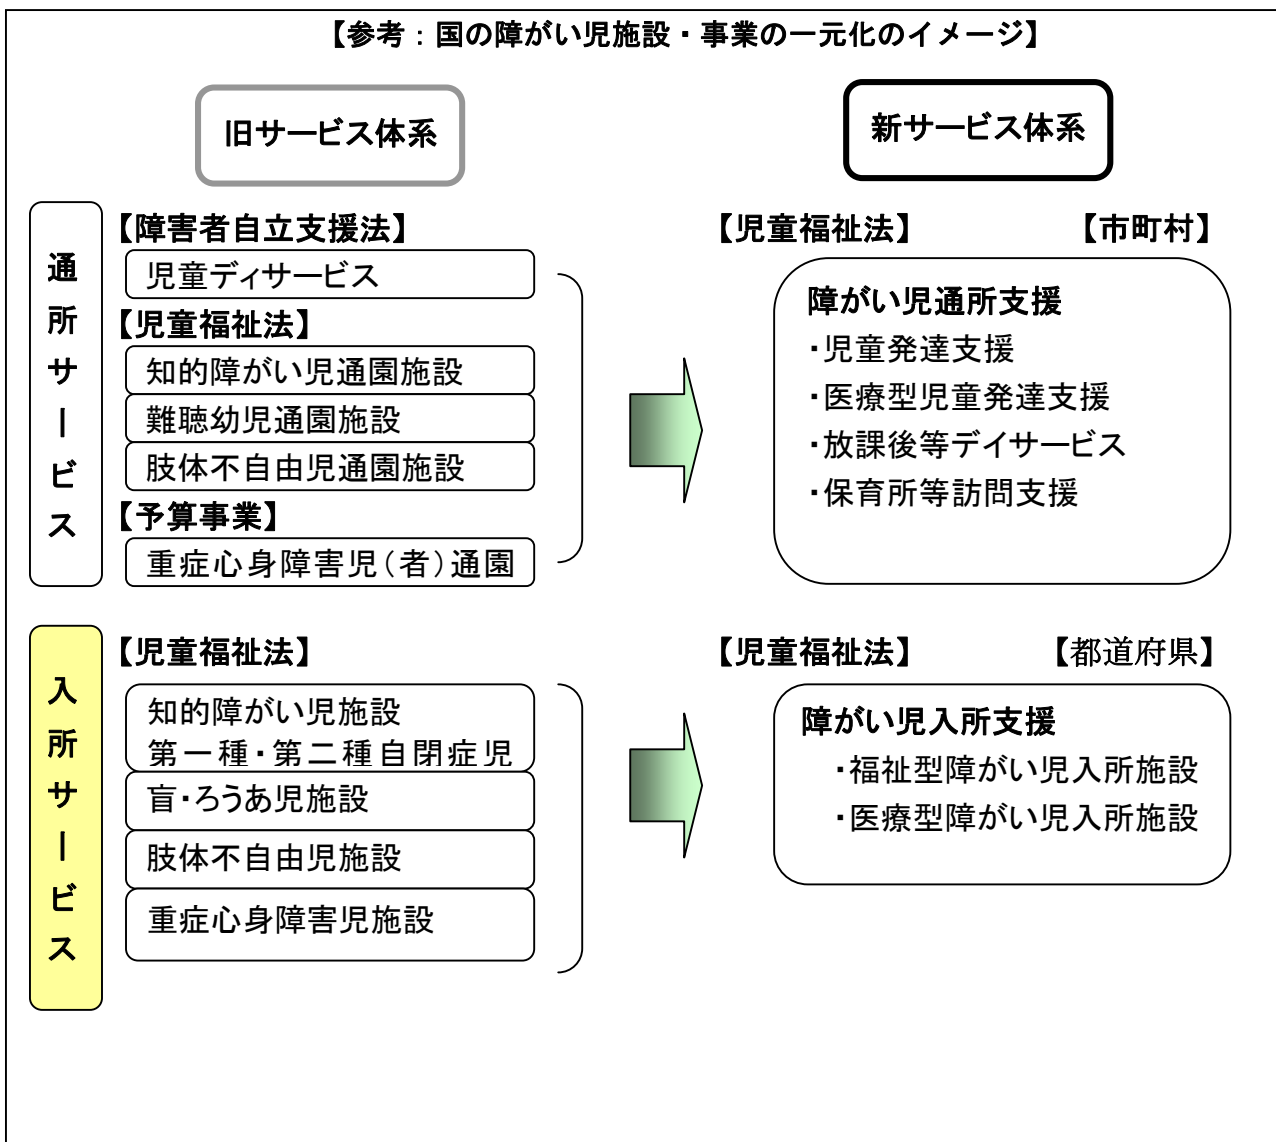 【参考：国の障がい児施設・事業の一元化のイメージ】
旧サービス体系
新サービス体系
通所サービス
【障害者自立支援法】
児童ディサービス
【児童福祉法】
知的障がい児通園施設
難聴幼児通園施設
肢体不自由児通園施設
【予算事業】
重症心身障害児（者）通園
【児童福祉法】
【市町村】
障がい児通所支援
・児童発達支援
・医療型児童発達支援
・放課後等デイサービス
・保育所等訪問支援
入所サービス
【児童福祉法】
知的障がい児施設
第一種・第二種自閉症児
盲・ろうあ児施設
肢体不自由児施設
重症心身障害児施設
【児童福祉法】
【都道府県】
障がい児入所支援
・福祉型障がい児入所施設
・医療型障がい児入所施設